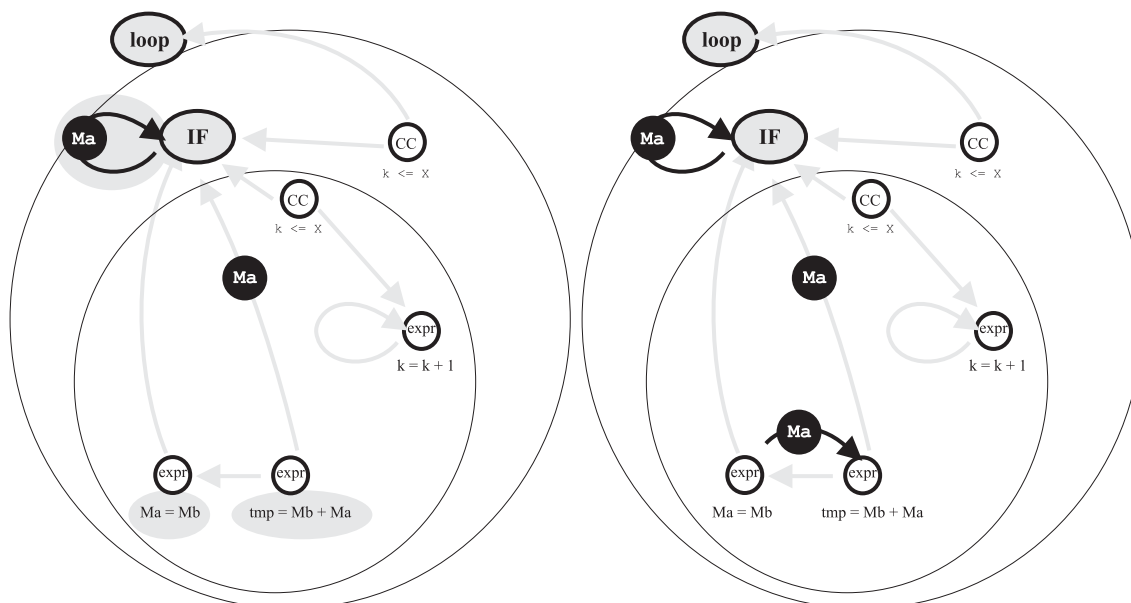 loop
Ma
IF
CC
k <= X
CC
k <= X
Ma
expr
k = k + 1
expr
expr
Ma = Mb
tmp = Mb + Ma
loop
Ma
IF
CC
k <= X
CC
k <= X
Ma
expr
k = k + 1
Ma
expr
expr
Ma = Mb
tmp = Mb + Ma